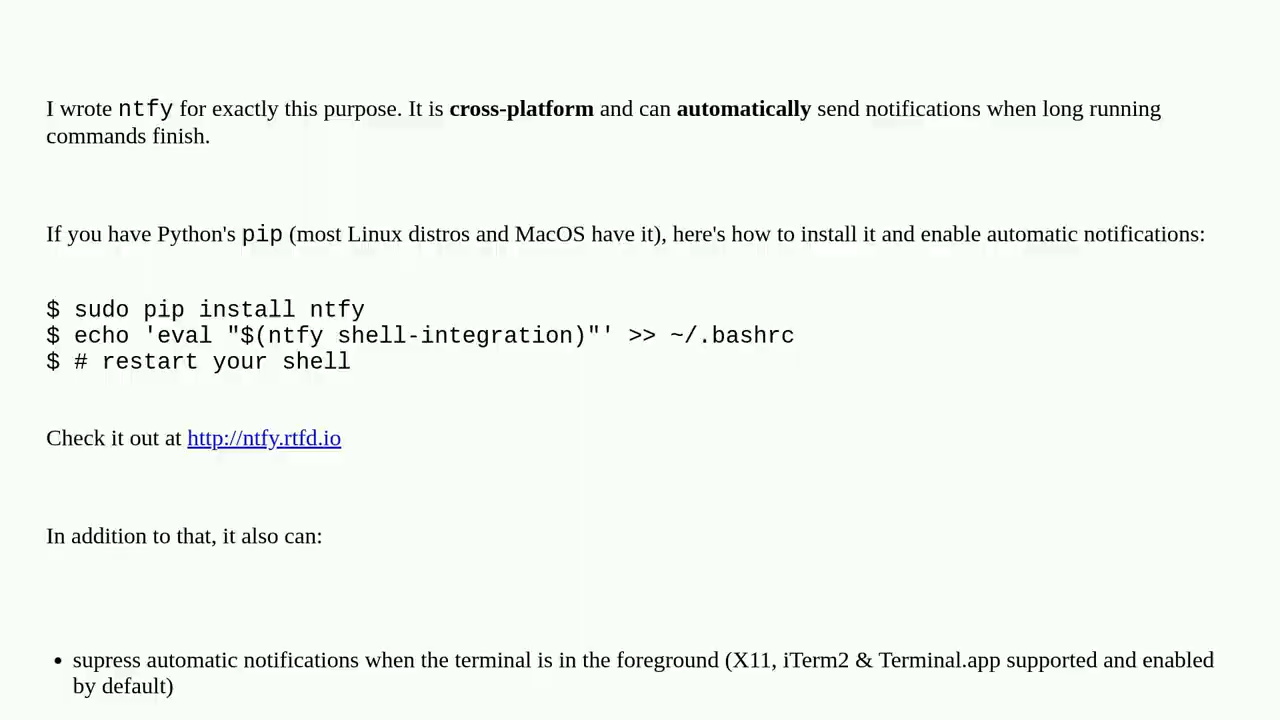 I wrote ntfy for exactly this purpose. It is cross-platform and can automatically send notifications when long running
commands finish.
If you have Python's pip (most Linux distros and MacOS have it), here's how to install it and enable automatic notifications:
$ sudo pip install ntfy
$ echo 'eval "$(ntfy shell-integration)"' >> ~/.bashrc
$ # restart your shell
Check it out at http://ntfy.rtfd.io
In addition to that, it also can:
• supress automatic notifications when the terminal is in the foreground (X11, iTerm2 & Terminal.app supported and enabled
by default)